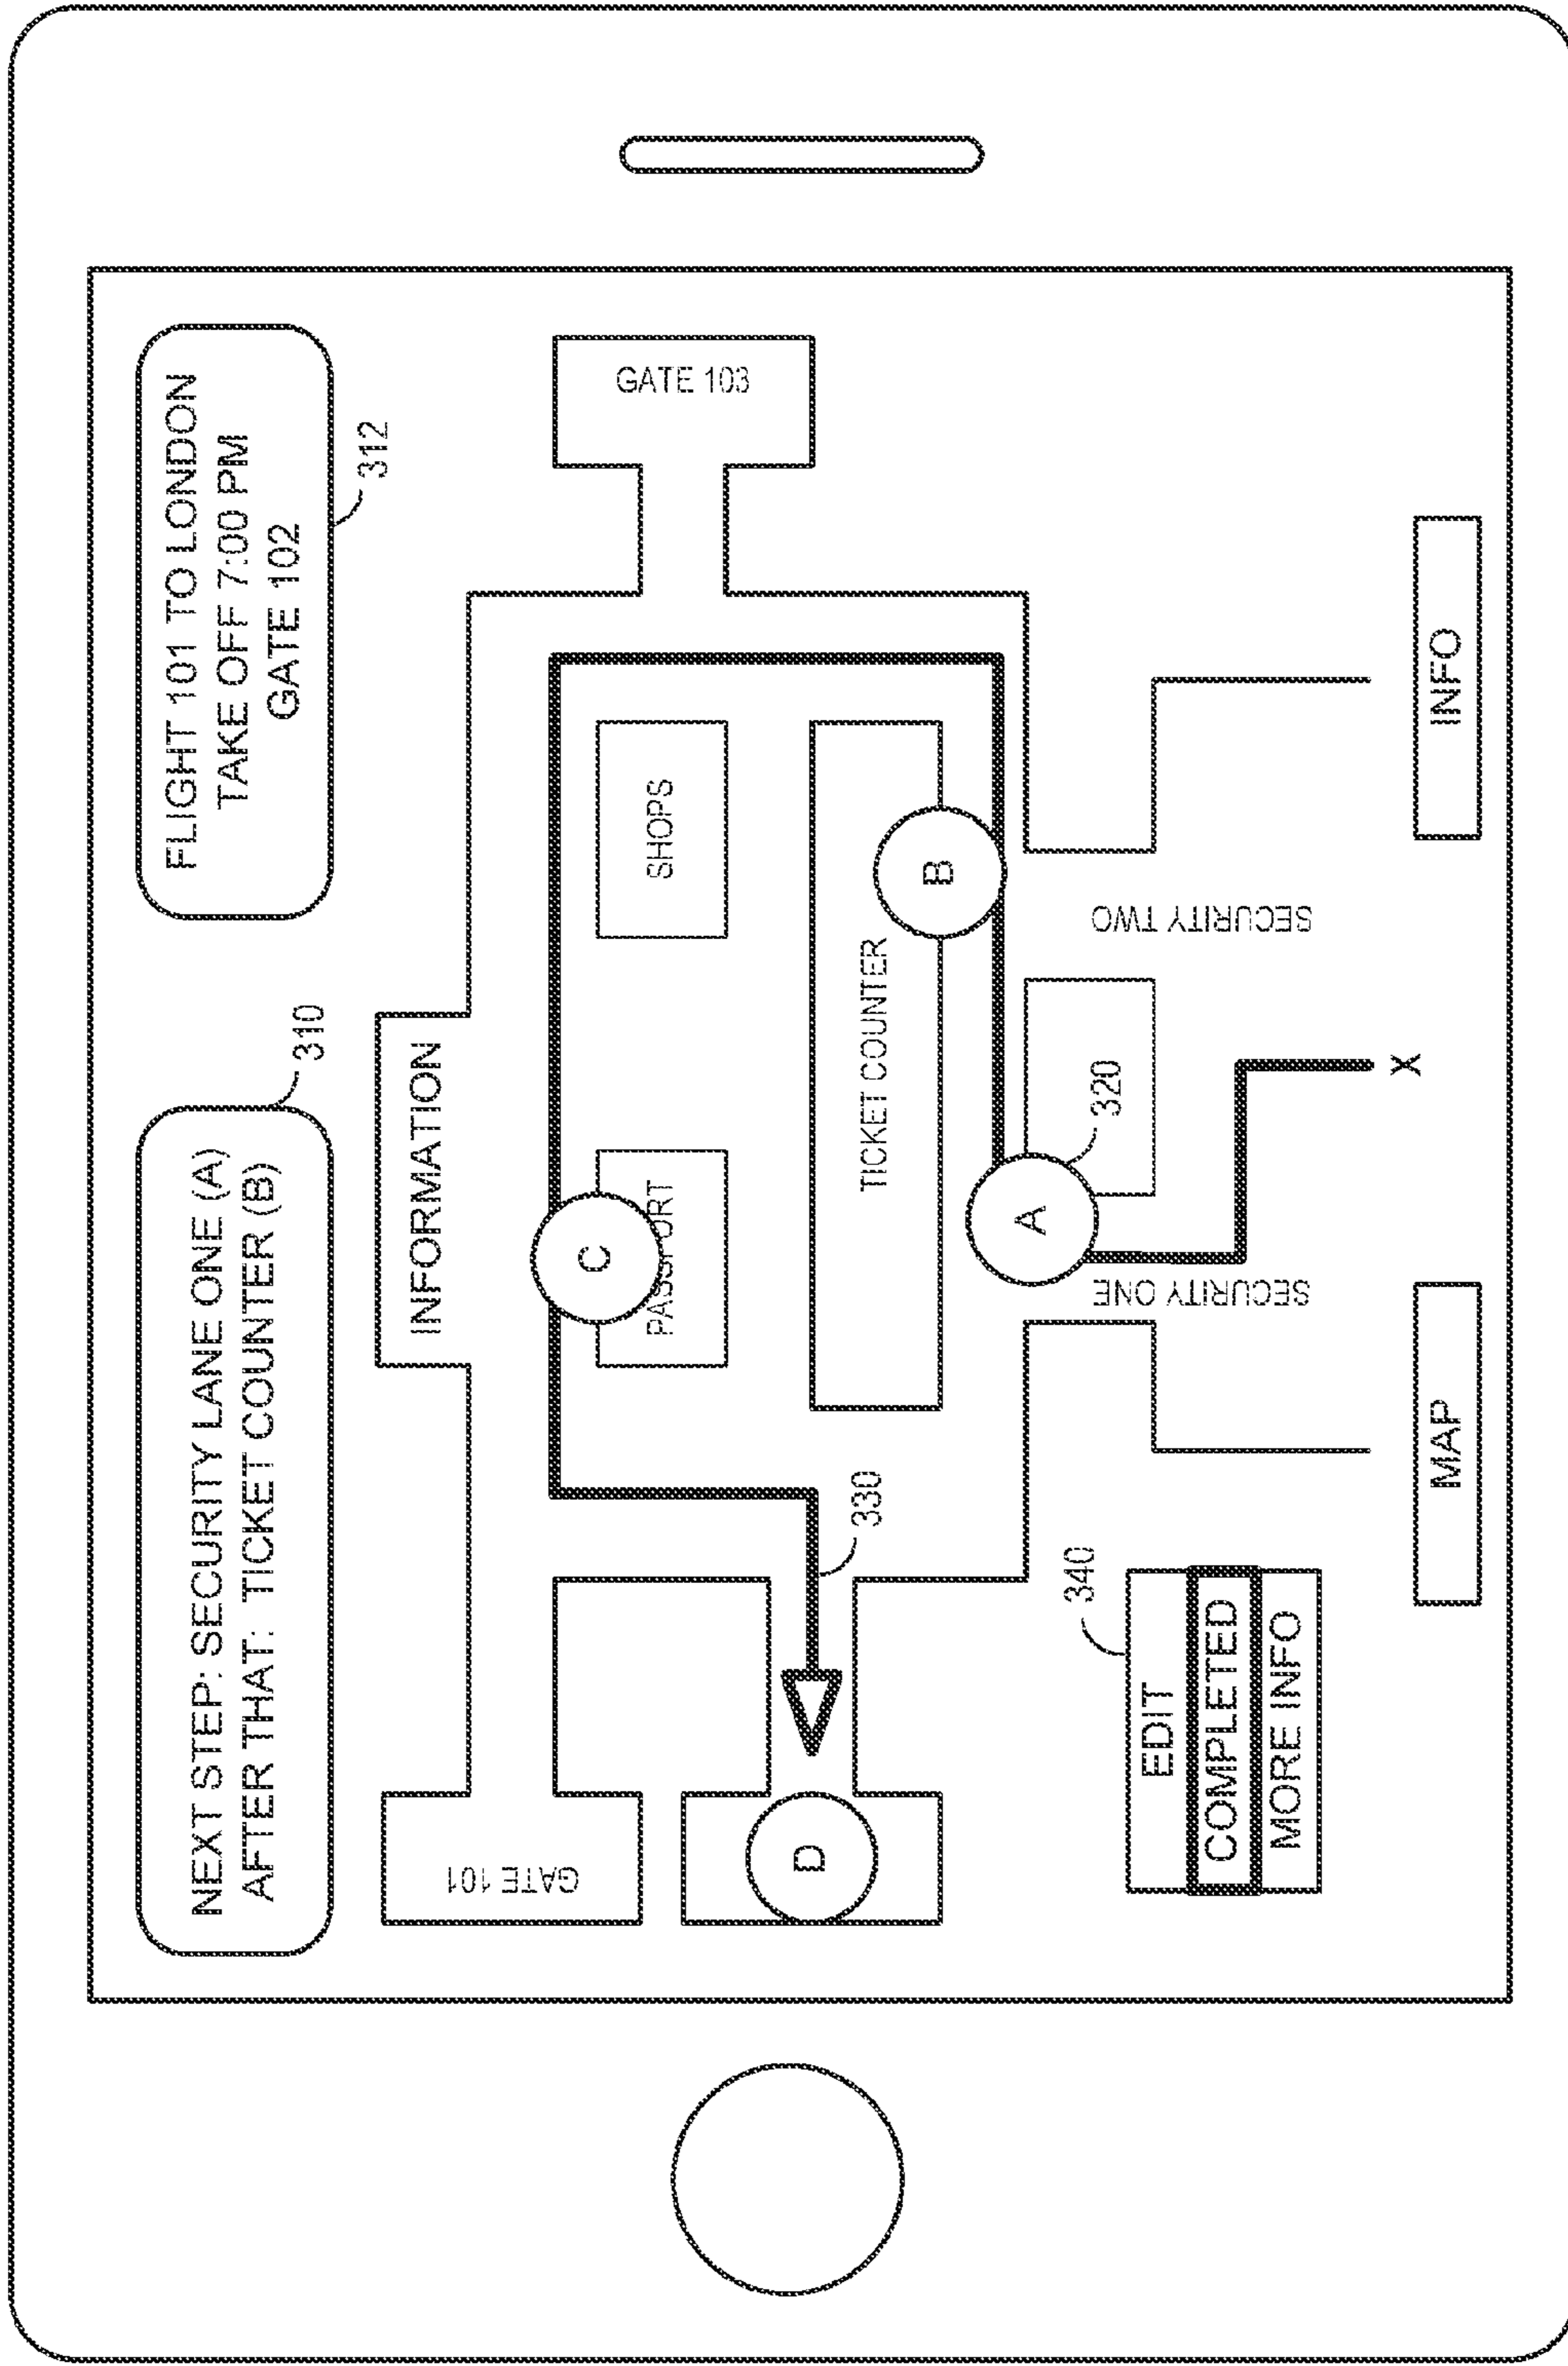 NEXT STEP: SECURITY LANE ONE (A)
AFTER THAT: TICKET COUNTER (B)
310
FLIGHT 101 TO LONDON
TAKE OFF 7:00 PM
GATE 102
312
INFORMATION
GATE 101
C
PASSPORT
SHOPS
GATE 103
D
330
TICKET COUNTER
B
A
320
340
EDIT
COMPLETED
MORE INFO
SECURITY ONE
SECURITY TWO
X
MAP
INFO